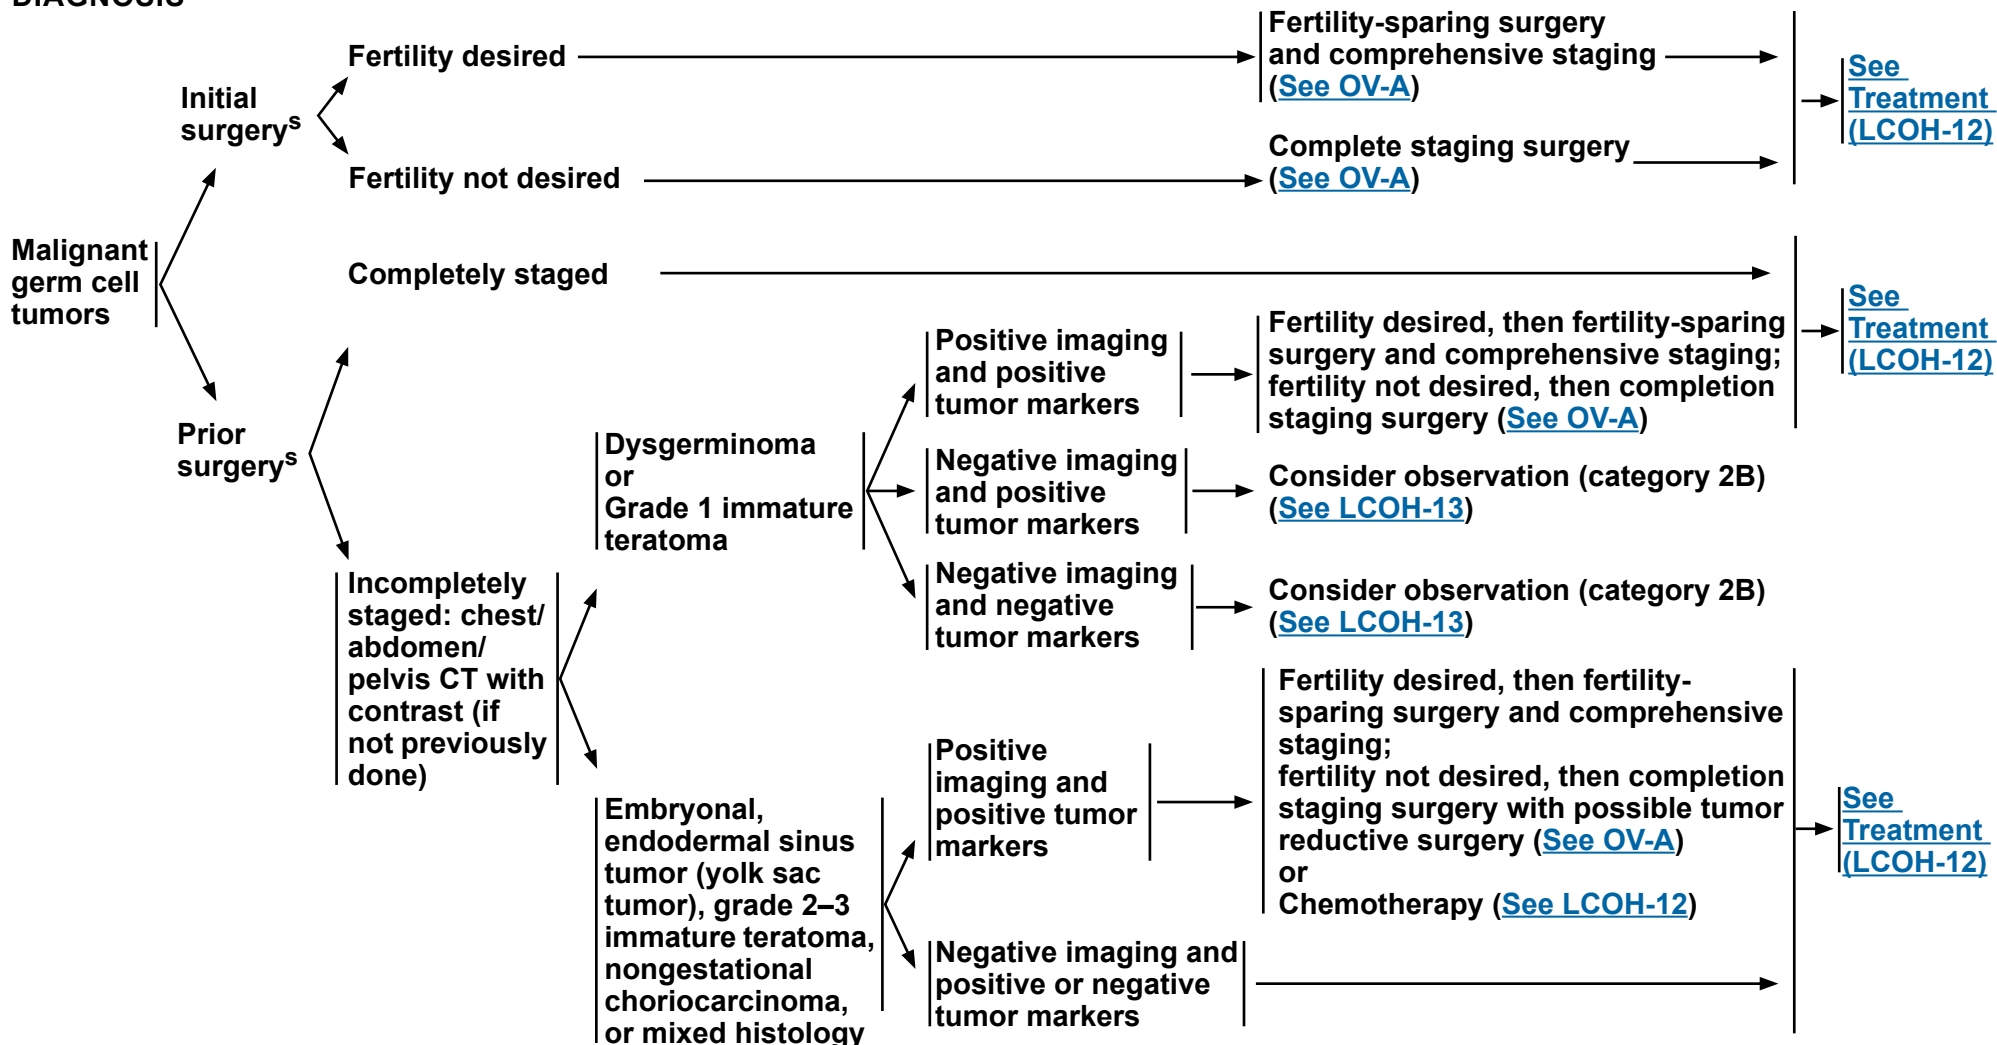 DIAGNOSIS
Malignant
germ cell
tumors
Initial
surgerys
Fertility desired
Fertility-sparing surgery
and comprehensive staging
(See OV-A)
Fertility not desired
Complete staging surgery
(See OV-A)
See
Treatment
(LCOH-12)
Prior
surgerys
Completely staged
Incompletely
staged: chest/
abdomen/
pelvis CT with
contrast (if
not previously
done)
Dysgerminoma
or
Grade 1 immature
teratoma
Positive imaging
and positive
tumor markers
Fertility desired, then fertility-sparing
surgery and comprehensive staging;
fertility not desired, then completion
staging surgery (See OV-A)
See
Treatment
(LCOH-12)
Negative imaging
and positive
tumor markers
Consider observation (category 2B)
(See LCOH-13)
Negative imaging
and negative
tumor markers
Consider observation (category 2B)
(See LCOH-13)
Embryonal,
endodermal sinus
tumor (yolk sac
tumor), grade 2–3
immature teratoma,
nongestational
choriocarcinoma,
or mixed histology
Positive
imaging and
positive tumor
markers
Fertility desired, then fertility-
sparing surgery and comprehensive
staging;
fertility not desired, then completion
staging surgery with possible tumor
reductive surgery (See OV-A)
or
Chemotherapy (See LCOH-12)
Negative imaging and
positive or negative
tumor markers
See
Treatment
(LCOH-12)